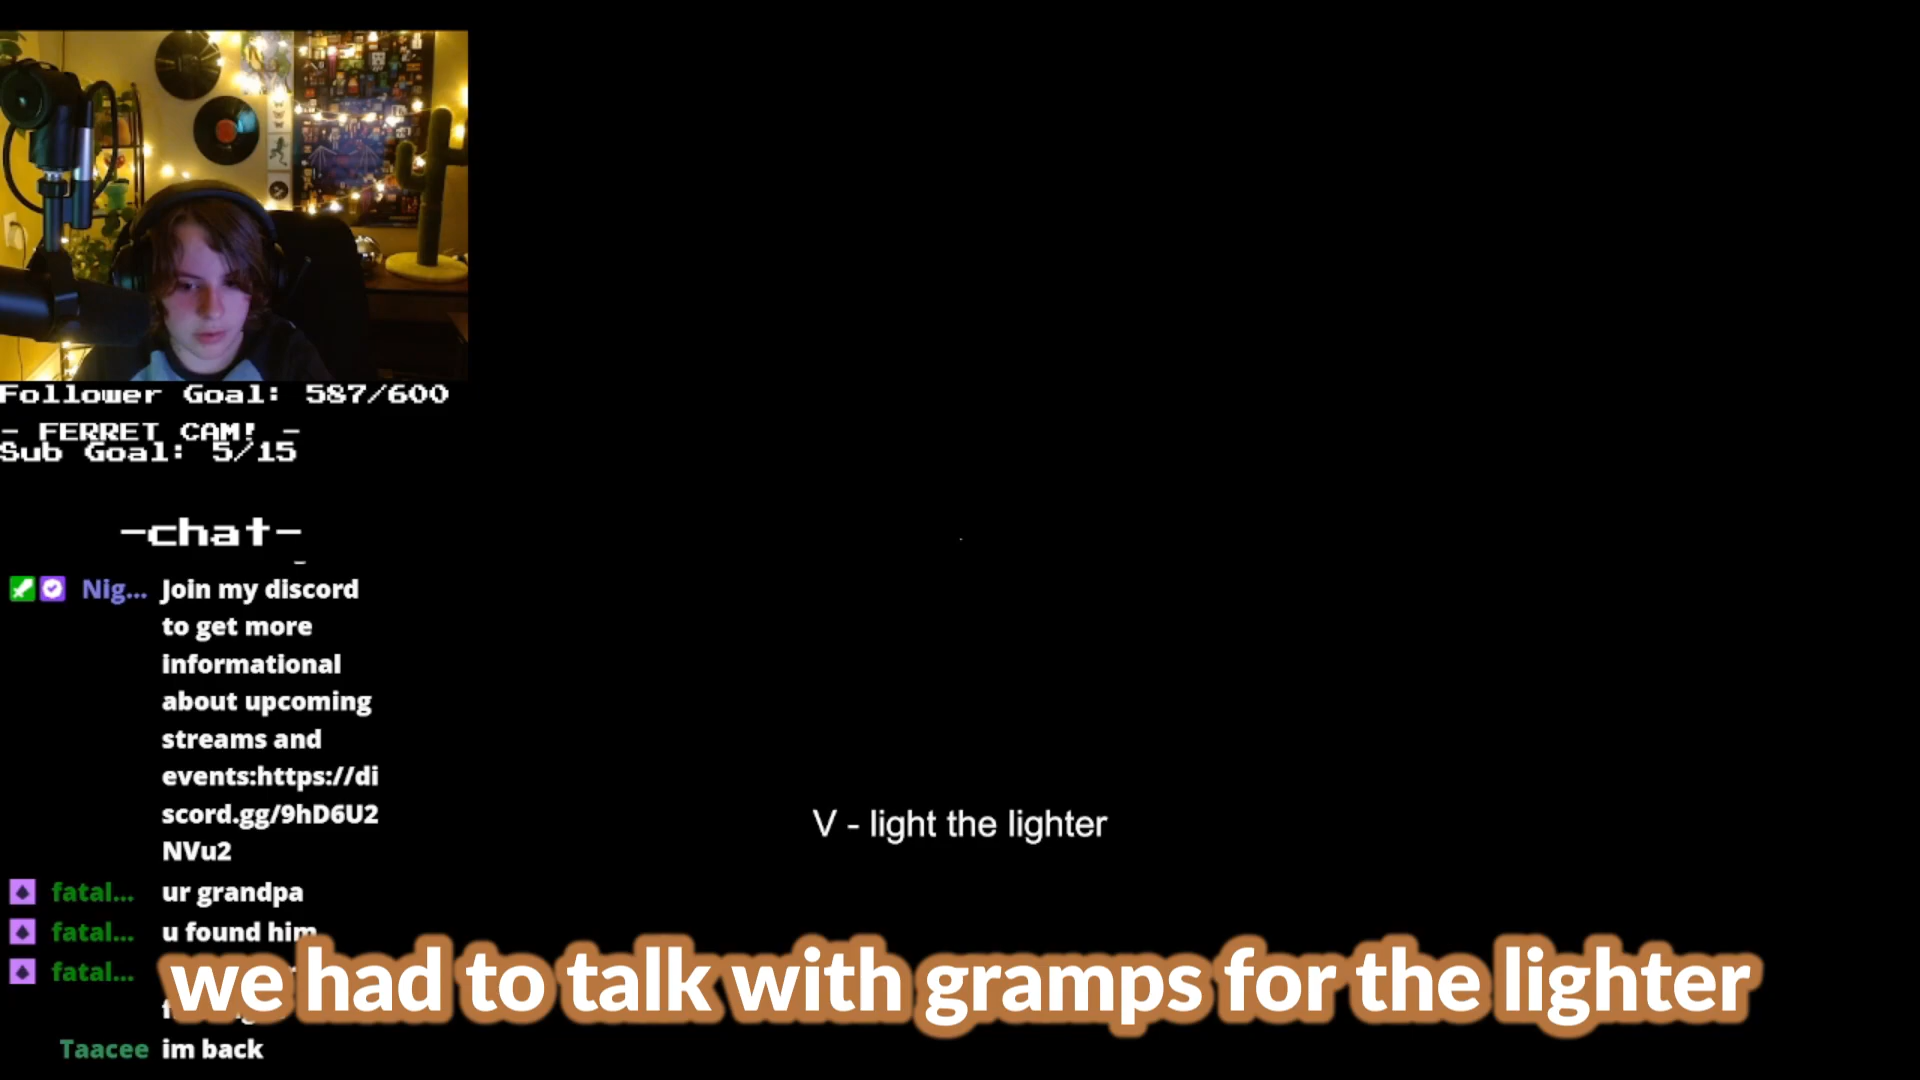 Follower Goal: 587/600
- FERRET CAM! -
Sub Goal: 5/15
-chat-
Nig... Join my discord
to get more
informational
about upcoming
streams and
events:https://di
scord.gg/9hD6U2
NVu2
fatal... ur grandpa
fatal... u found him
fatal...
we had to talk with gramps for the lighter
Taacee im back
V - light the lighter